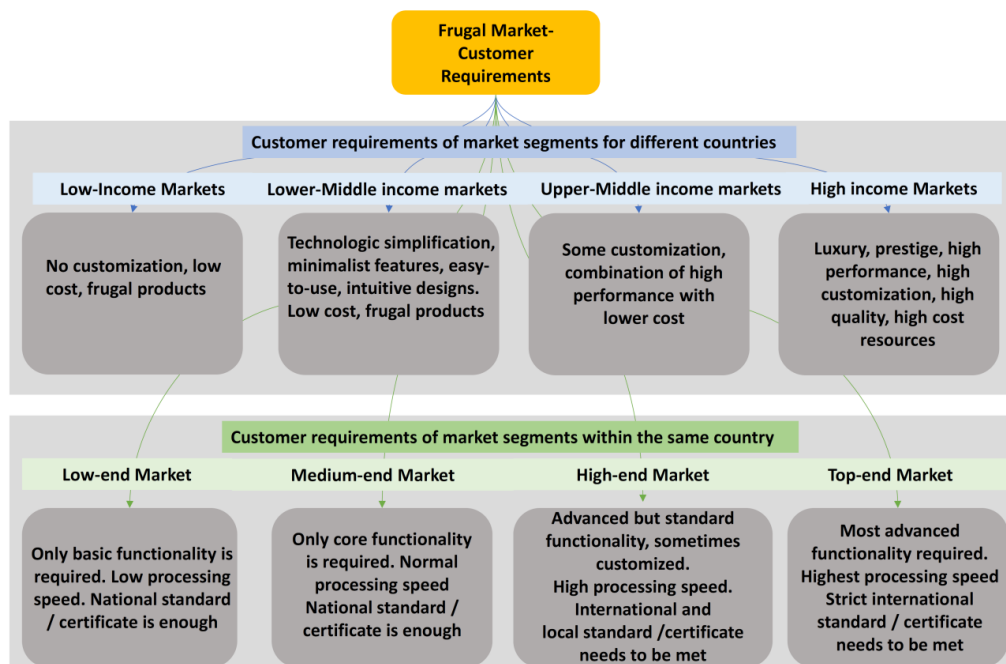 Frugal Market-
Customer
Requirements
Customer requirements of market segments for different countries
Low-Income Markets
Lower-Middle income markets
Upper-Middle income markets
High income Markets
No customization, low
cost, frugal products
Technologic simplification,
minimalist features, easy-
to-use, intuitive designs.
Low cost, frugal products
Some customization,
combination of high
performance with
lower cost
Luxury, prestige, high
performance, high
customization, high
quality, high cost
resources
Customer requirements of market segments within the same country
Low-end Market
Medium-end Market
High-end Market
Top-end Market
Only basic functionality is
required. Low processing
speed. National standard
/ certificate is enough
Only core functionality
is required. Normal
processing speed
National standard /
certificate is enough
Advanced but standard
functionality, sometimes
customized.
High processing speed.
International and
local standard /certificate
needs to be met
Most advanced
functionality required.
Highest processing speed
Strict international
standard / certificate
needs to be met